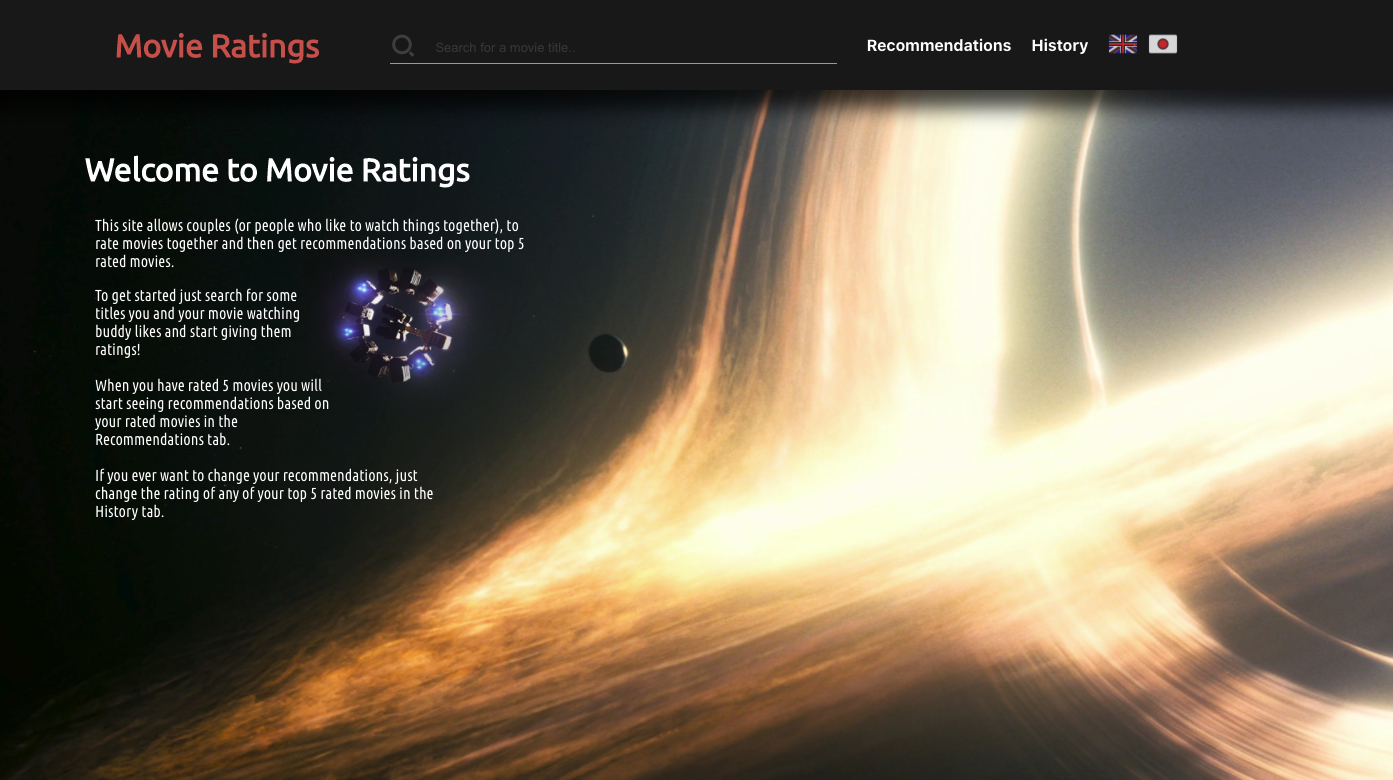 Movie Ratings
Search for a movie title..
Recommendations
History
Welcome to Movie Ratings
This site allows couples (or people who like to watch things together), to
rate movies together and then get recommendations based on your top 5
rated movies.
To get started just search for some
titles you and your movie watching
buddy likes and start giving them
ratings!
When you have rated 5 movies you will
start seeing recommendations based on
your rated movies in the
Recommendations tab.
If you ever want to change your recommendations, just
change the rating of any of your top 5 rated movies in the
History tab.